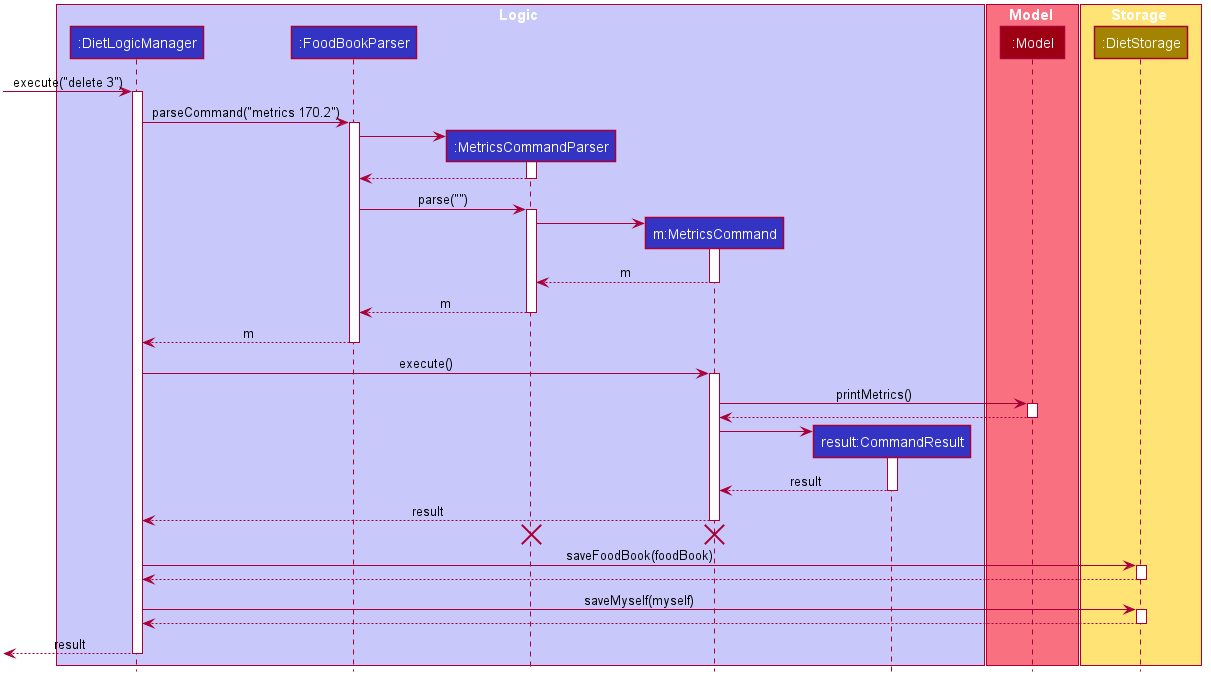 Logic
Model
Storage
:DietLogicManager
:FoodBookParser
:Model
:DietStorage
execute("delete 3")
parseCommand("metrics 170.2")
:MetricsCommandParser
parse("")
m:MetricsCommand
m
m
m
execute()
printMetrics()
result:CommandResult
result
result
saveFoodBook(foodBook)
saveMyself(myself)
result